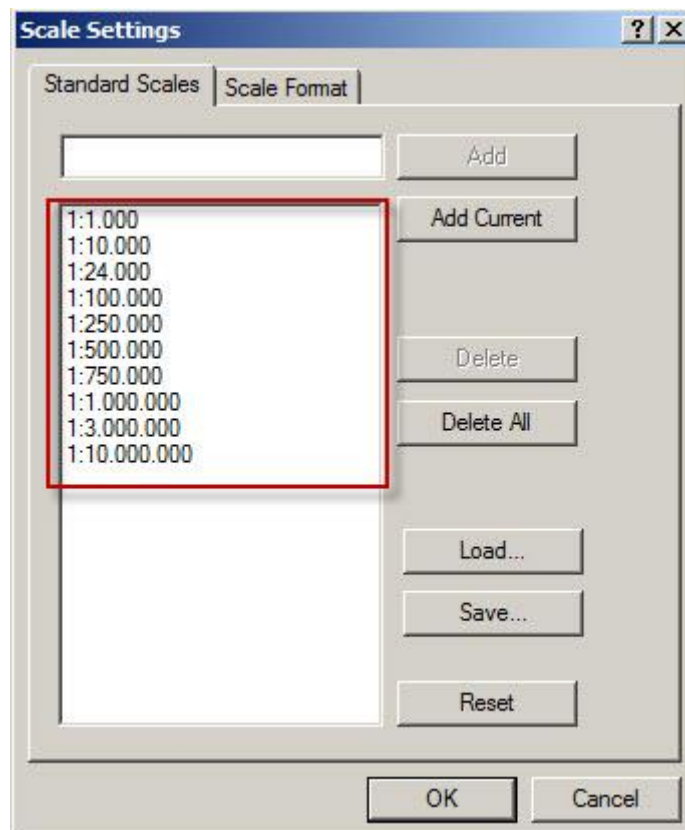 Scale Settings
?
Standard Scales
Scale Format
Add
1:1.000
1:10.000
1:24.000
1:100.000
1:250.000
1:500.000
1:750.000
1:1.000.000
1:3.000.000
1:10.000.000
Add Current
Delete
Delete All
Load...
Save...
Reset
OK
Cancel